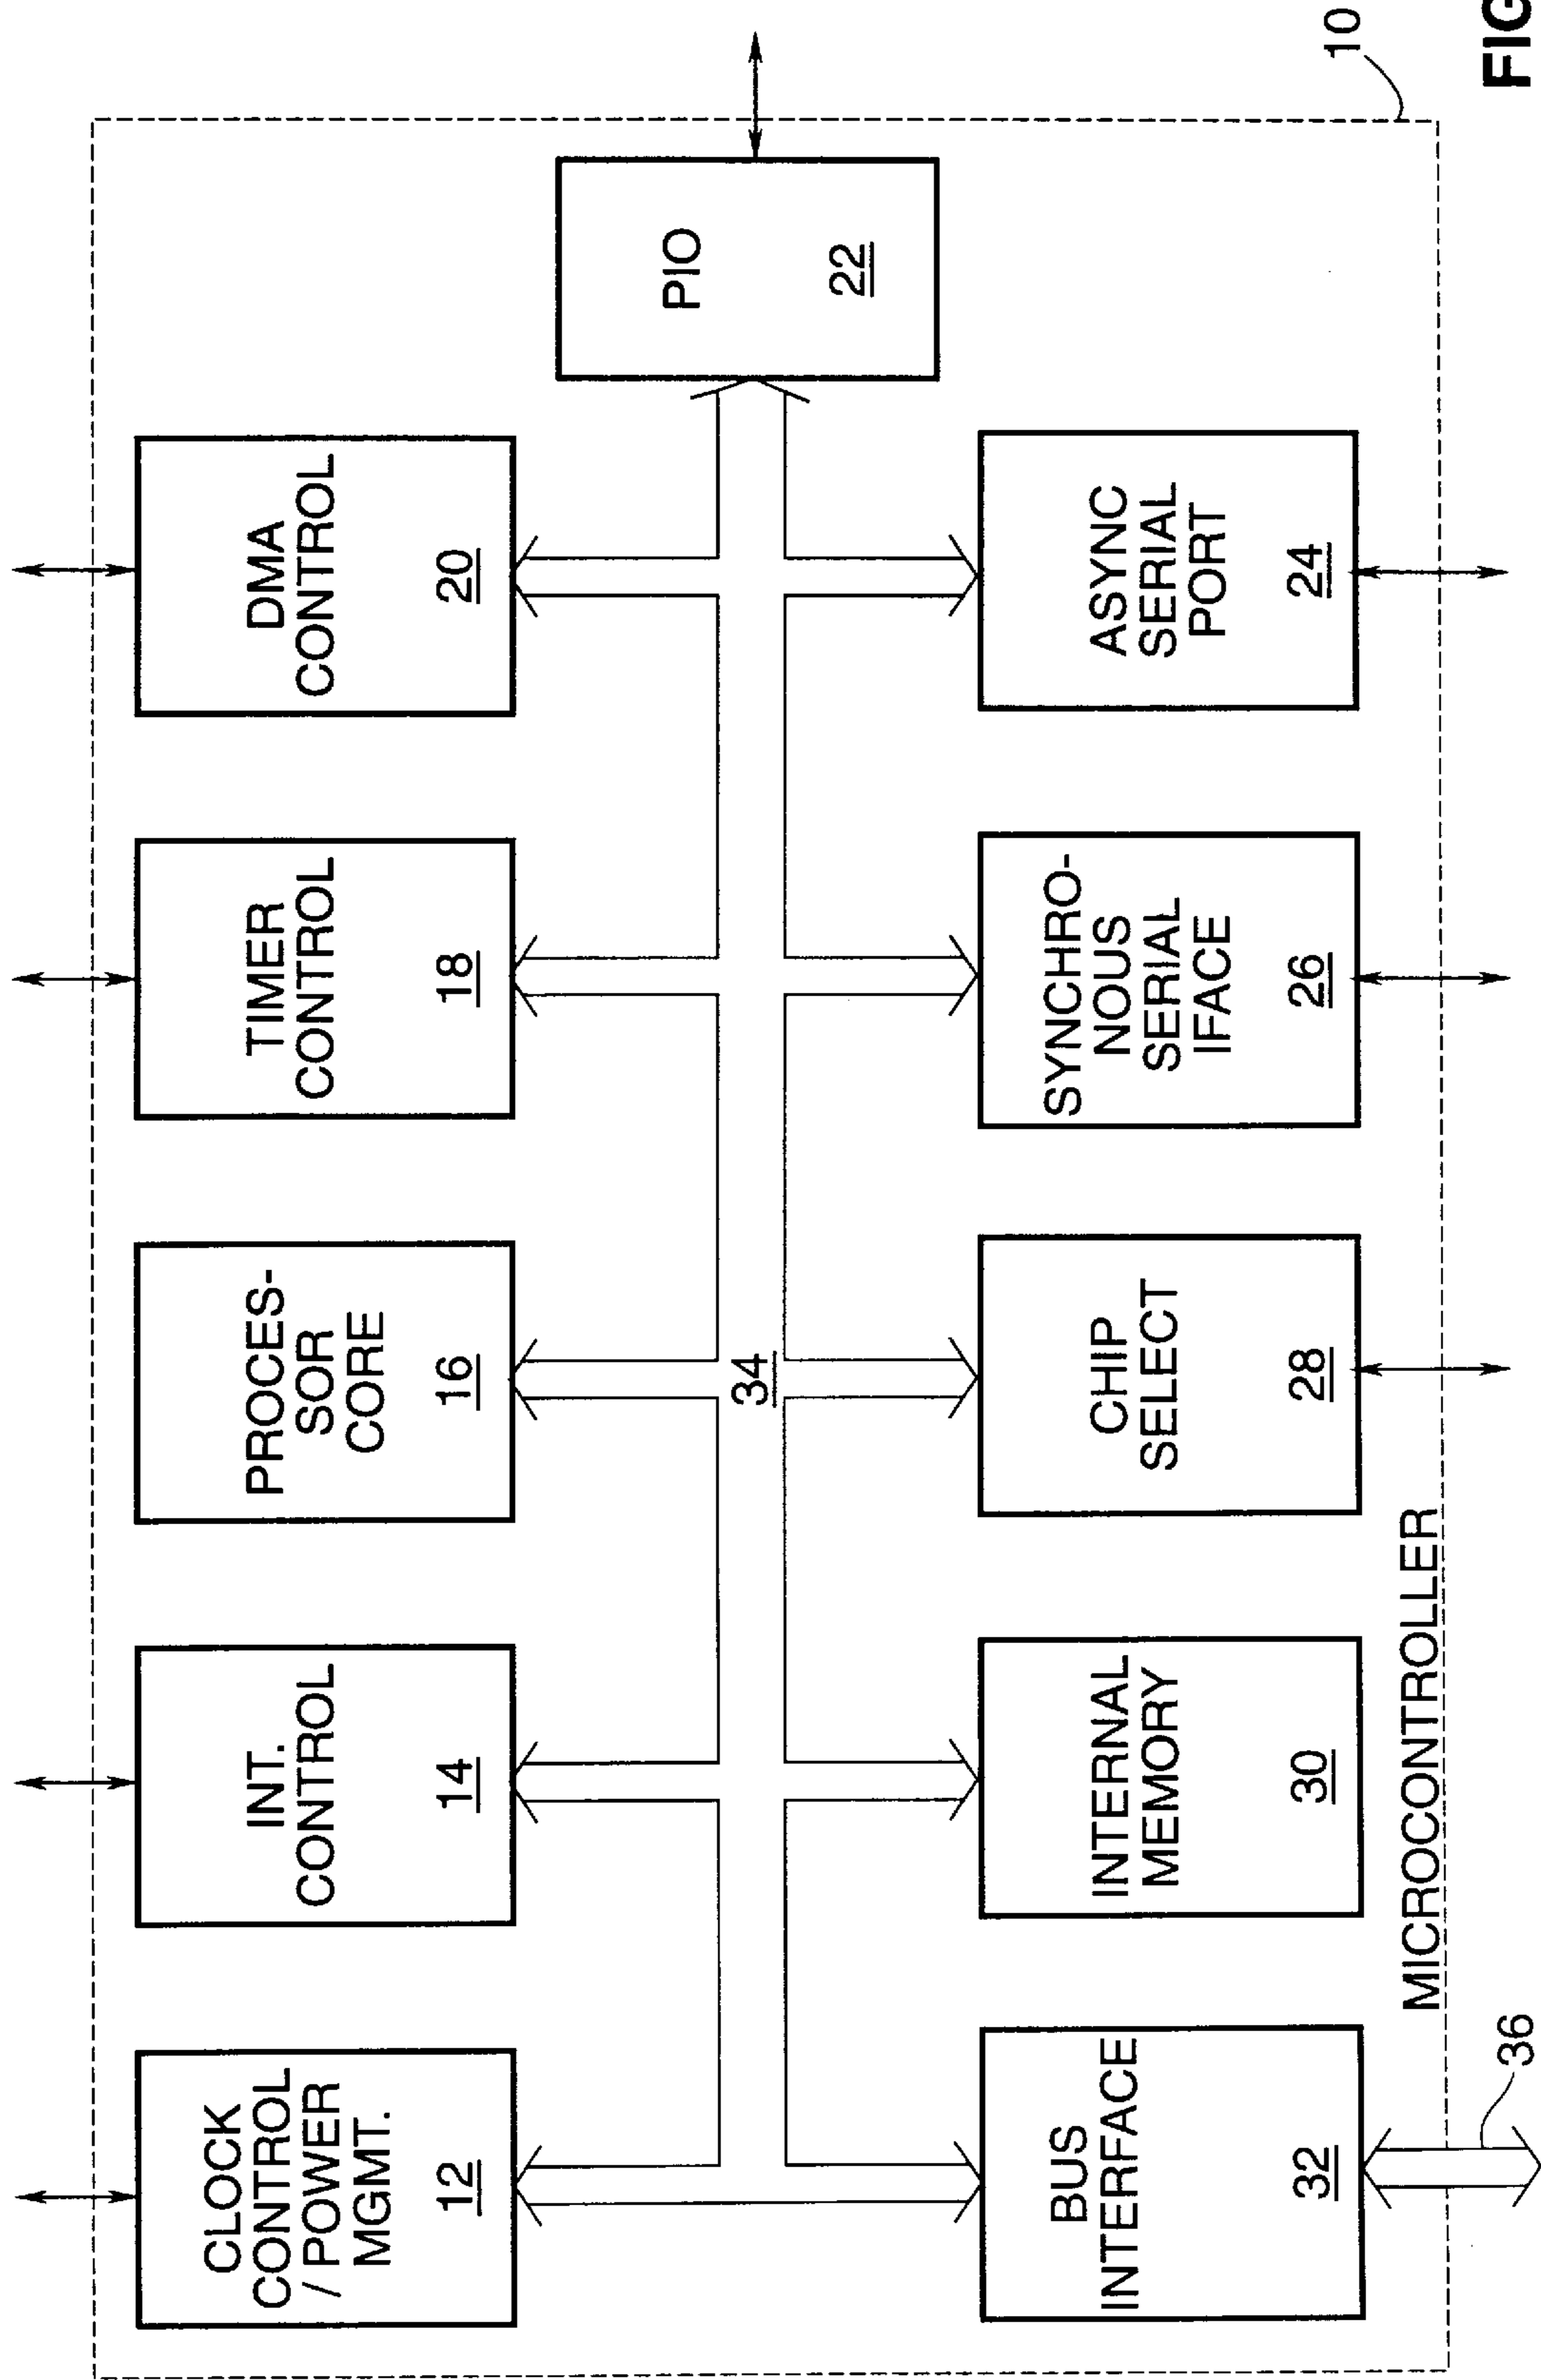 CLOCK
CONTROL
/ POWER
MGMT.
12
INT.
CONTROL
14
PROCES-
SOR
CORE
16
TIMER
CONTROL
18
DMA
CONTROL
20
34
PIO
22
BUS
INTERFACE
32
INTERNAL
MEMORY
30
CHIP
SELECT
28
SYNCHRO-
NOUS
SERIAL
IFACE
26
ASYNC
SERIAL
PORT
24
MICROCONTROLLER
10
36
FIG